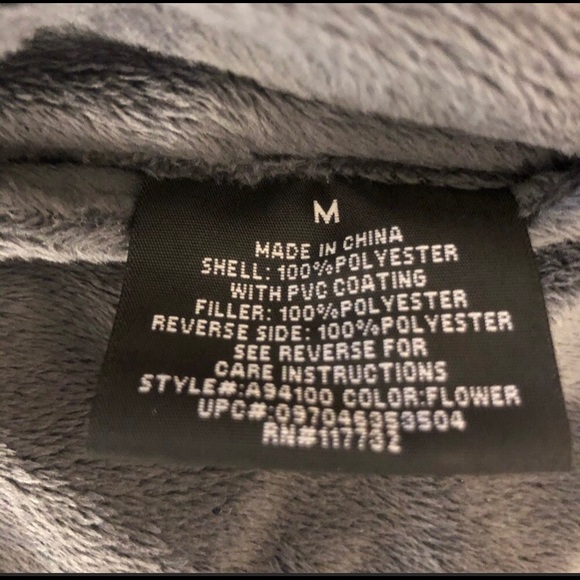 M
MADE IN CHINA
SHELL: 100%POLYESTER
WITH PVC COATING
FILLER: 100%POLYESTER
REVERSE SIDE: 100%POLYESTER
SEE REVERSE FOR
CARE INSTRUCTIONS
STYLE#:A94100 COLOR:FLOWER
UPC#:
RN#117732